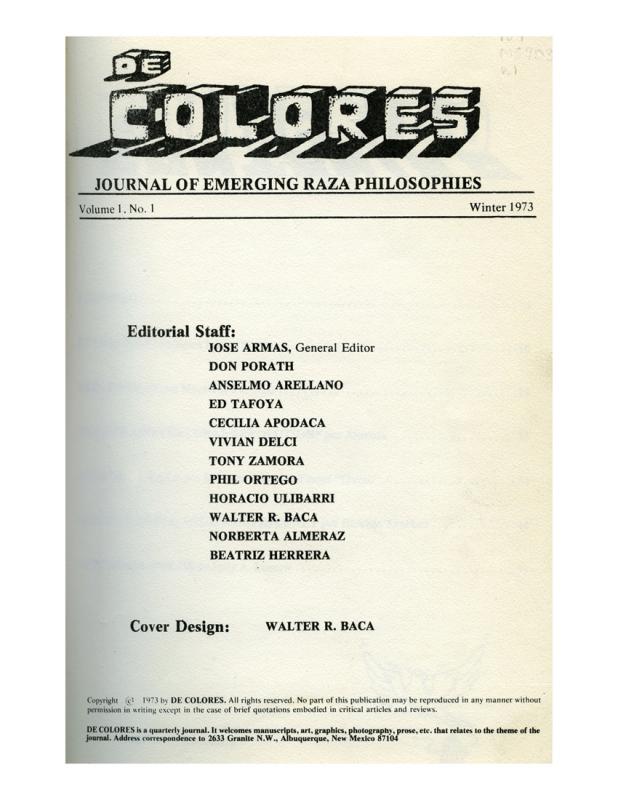 DE
COLORES
JOURNAL OF EMERGING RAZA PHILOSOPHIES
Volume 1, No. 1 Winter 1973
Editorial Staff:
JOSE ARMAS, General Editor
DON PORATH
ANSELMO ARELLANO
ED TAFOYA
CECILIA APODACA
VIVIAN DELCI
TONY ZAMORA
PHIL ORTEGO
HORACIO ULIBARRI
WALTER R. BACA
NORBERTA ALMERAZ
BEATRIZ HERRERA
Cover Design: WALTER R. BACA
Copyright (c) 1973 by DE COLORES. All rights reserved. No part of this publication may be reproduced in any manner without
permission in writing except in the case of brief quotations embodied in critical articles and reviews.
DE COLORES is a quarterly journal. It welcomes manuscripts, art, graphics, photography, prose, etc. that relates to the theme of the
journal. Address correspondence to 2633 Granite N.W., Albuquerque, New Mexico 87104